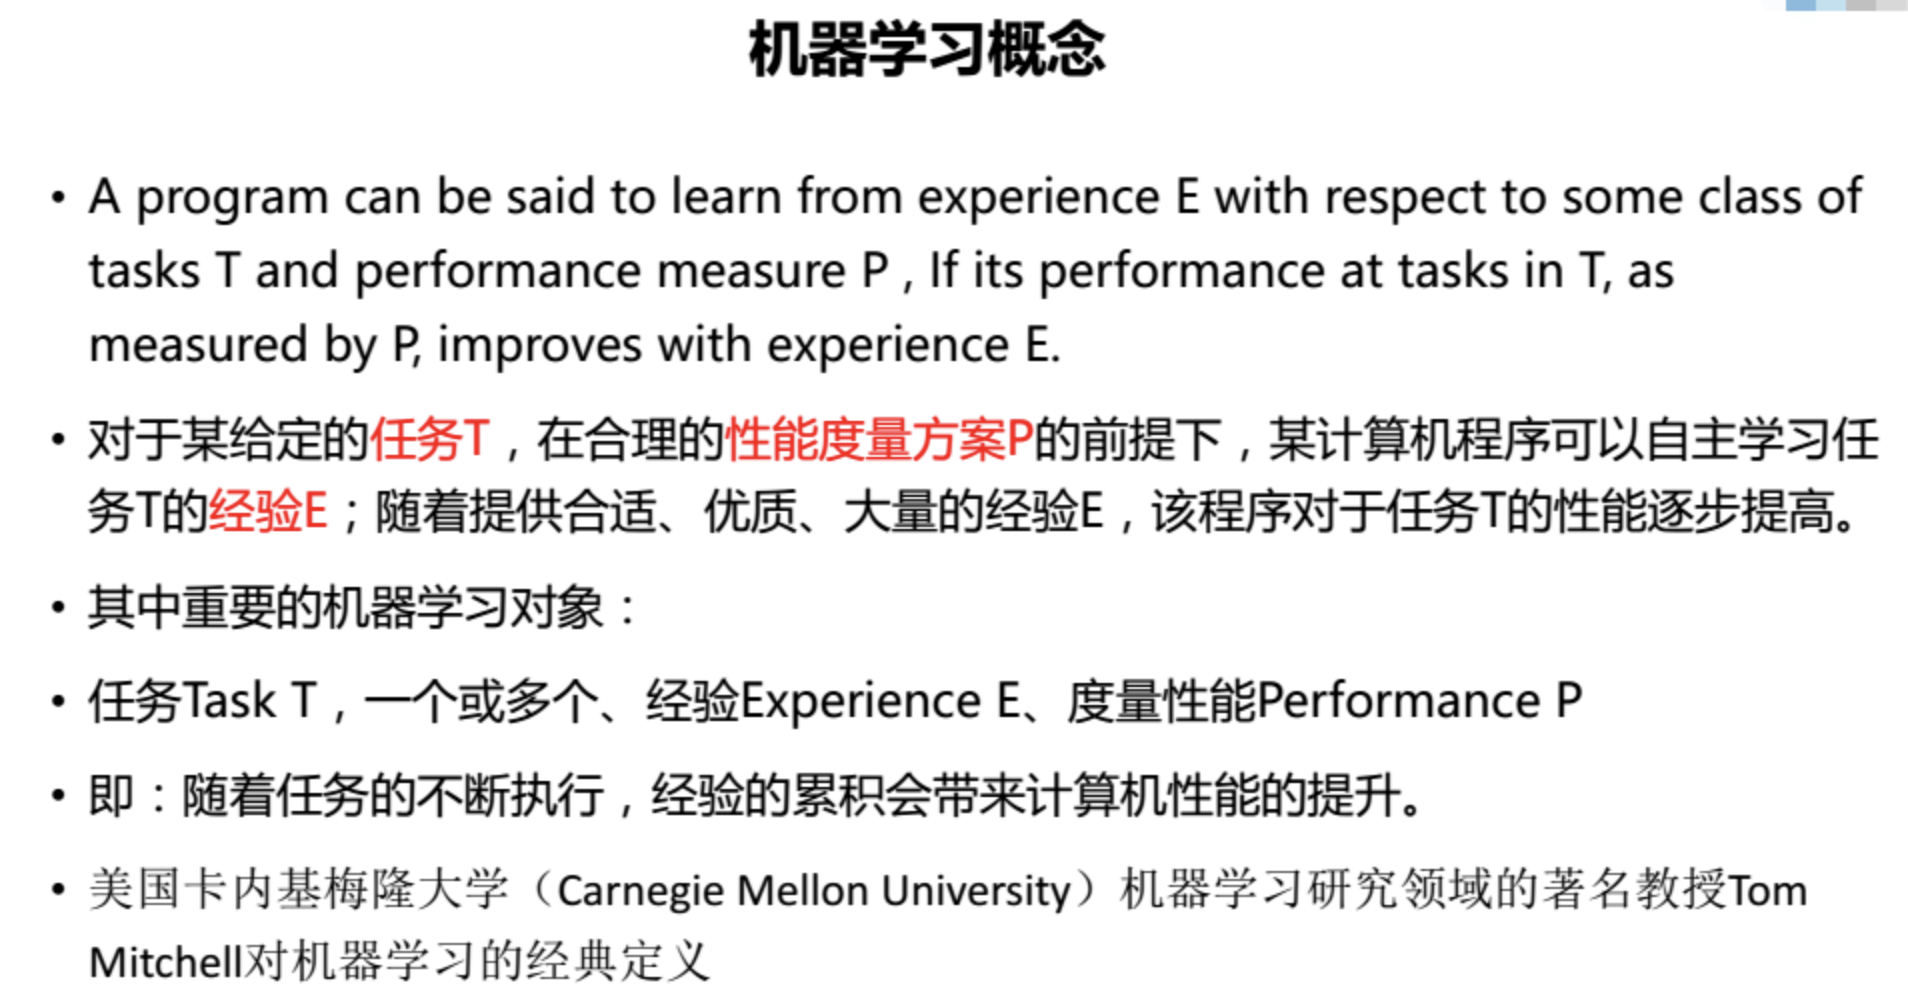 机器学习概念
• A program can be said to learn from experience E with respect to some class of
tasks T and performance measure P , If its performance at tasks in T, as
measured by P, improves with experience E.
• 对于某给定的任务T，在合理的性能度量方案P的前提下，某计算机程序可以自主学习任
务T的经验E；随着提供合适、优质、大量的经验E，该程序对于任务T的性能逐步提高。
• 其中重要的机器学习对象：
• 任务Task T，一个或多个、经验Experience E、度量性能Performance P
• 即：随着任务的不断执行，经验的累积会带来计算机性能的提升。
• 美国卡内基梅隆大学（Carnegie Mellon University）机器学习研究领域的著名教授Tom
Mitchell对机器学习的经典定义